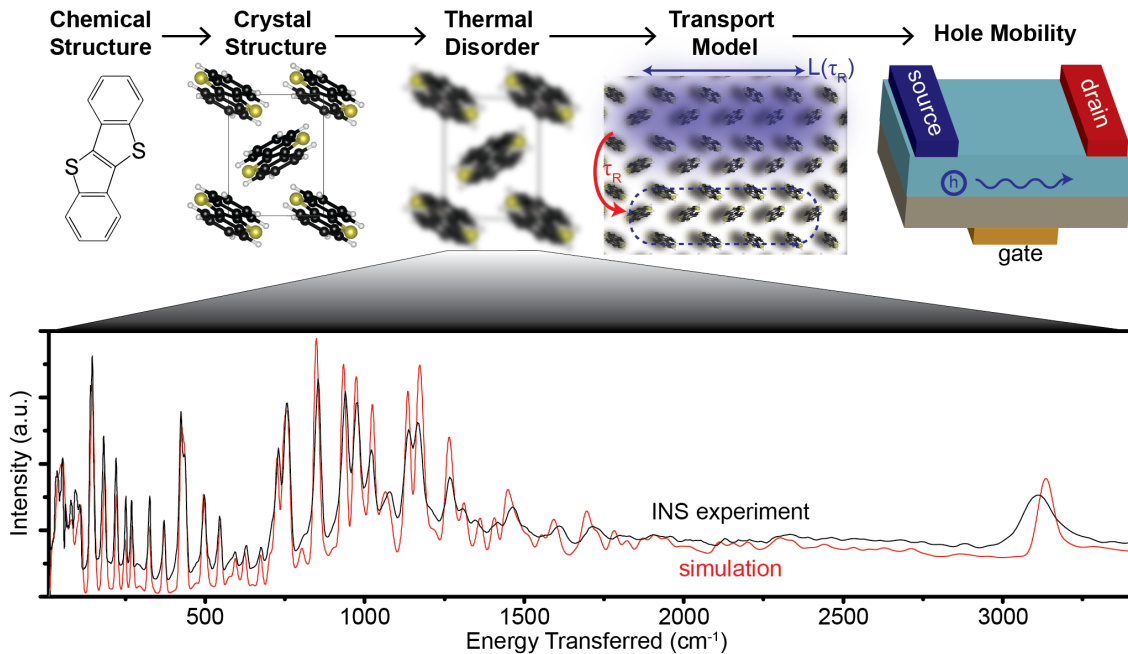 Chemical
Structure
Crystal
Structure
Thermal
Disorder
Transport
Model
Hole Mobility
S
S
L(τR)
τR
source
drain
h
gate
Intensity (a.u.)
INS experiment
simulation
500
1000
1500
2000
2500
3000
Energy Transferred (cm⁻¹)